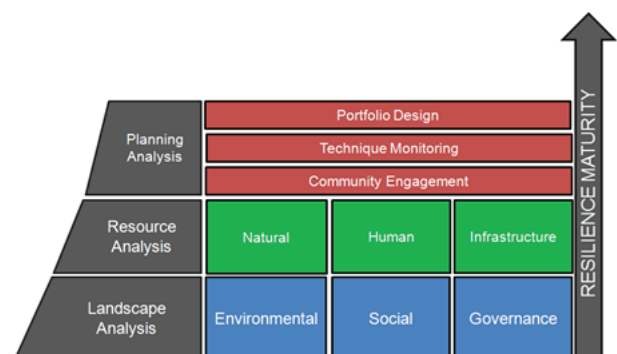 Planning
Analysis
Portfolio Design
Technique Monitoring
Community Engagement
Resource
Analysis
Natural
Human
Infrastructure
Landscape
Analysis
Environmental
Social
Governance
RESILIENCE MATURITY